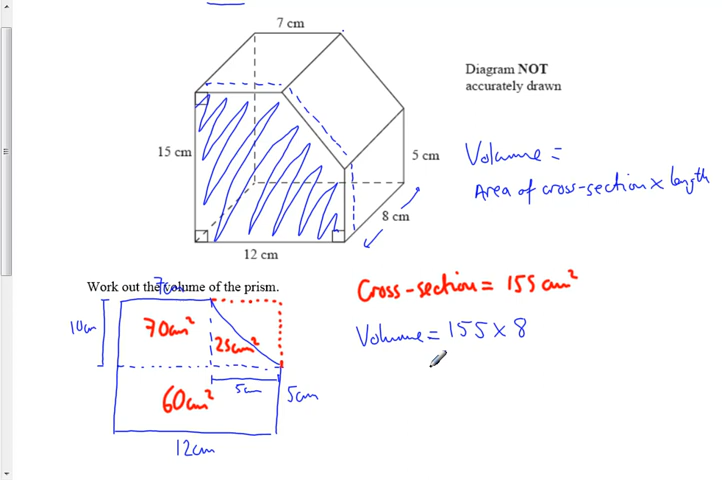 7 cm
Diagram NOT
accurately drawn
15 cm
5 cm
Volume =
Area of cross-section × length
8 cm
12 cm
Work out the volume of the prism.
7cm
Cross-section = 155 cm²
10cm
70cm²
25cm²
Volume = 155 × 8
5cm
5cm
60cm²
12cm